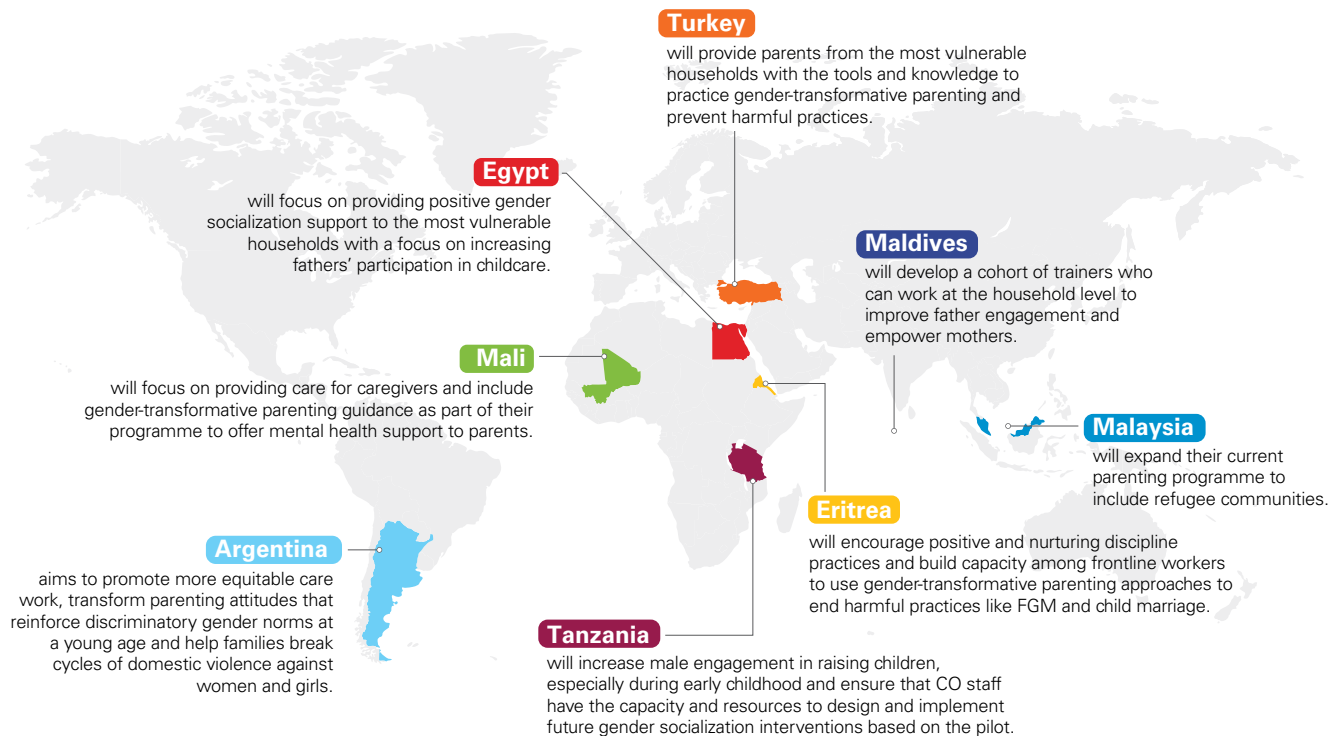 Turkey
will provide parents from the most vulnerable
households with the tools and knowledge to
practice gender-transformative parenting and
prevent harmful practices.
Egypt
will focus on providing positive gender
socialization support to the most vulnerable
households with a focus on increasing
fathers' participation in childcare.
Maldives
will develop a cohort of trainers who
can work at the household level to
improve father engagement and
empower mothers.
Mali
will focus on providing care for caregivers and include
gender-transformative parenting guidance as part of their
programme to offer mental health support to parents.
Malaysia
will expand their current
parenting programme to
include refugee communities.
Eritrea
will encourage positive and nurturing discipline
practices and build capacity among frontline workers
to use gender-transformative parenting approaches to
end harmful practices like FGM and child marriage.
Argentina
aims to promote more equitable care
work, transform parenting attitudes that
reinforce discriminatory gender norms at
a young age and help families break
cycles of domestic violence against
women and girls.
Tanzania
will increase male engagement in raising children,
especially during early childhood and ensure that CO staff
have the capacity and resources to design and implement
future gender socialization interventions based on the pilot.